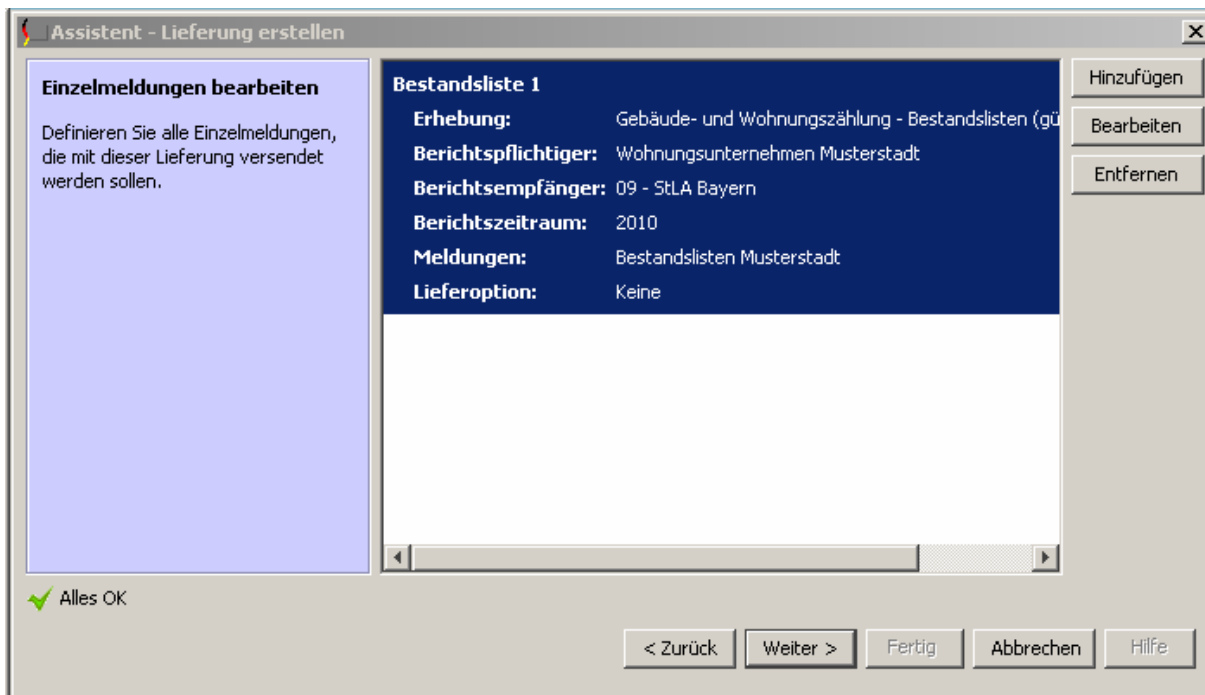 Assistent - Lieferung erstellen
Einzelmeldungen bearbeiten
Definieren Sie alle Einzelmeldungen,
die mit dieser Lieferung versendet
werden sollen.
Bestandsliste 1
Erhebung: Gebäude- und Wohnungszählung - Bestandslisten (gü
Berichtspflichtiger: Wohnungsunternehmen Musterstadt
Berichtsempfänger: 09 - StLA Bayern
Berichtszeitraum: 2010
Meldungen: Bestandslisten Musterstadt
Lieferoption: Keine
Hinzufügen
Bearbeiten
Entfernen
Alles OK
< Zurück Weiter > Fertig Abbrechen Hilfe